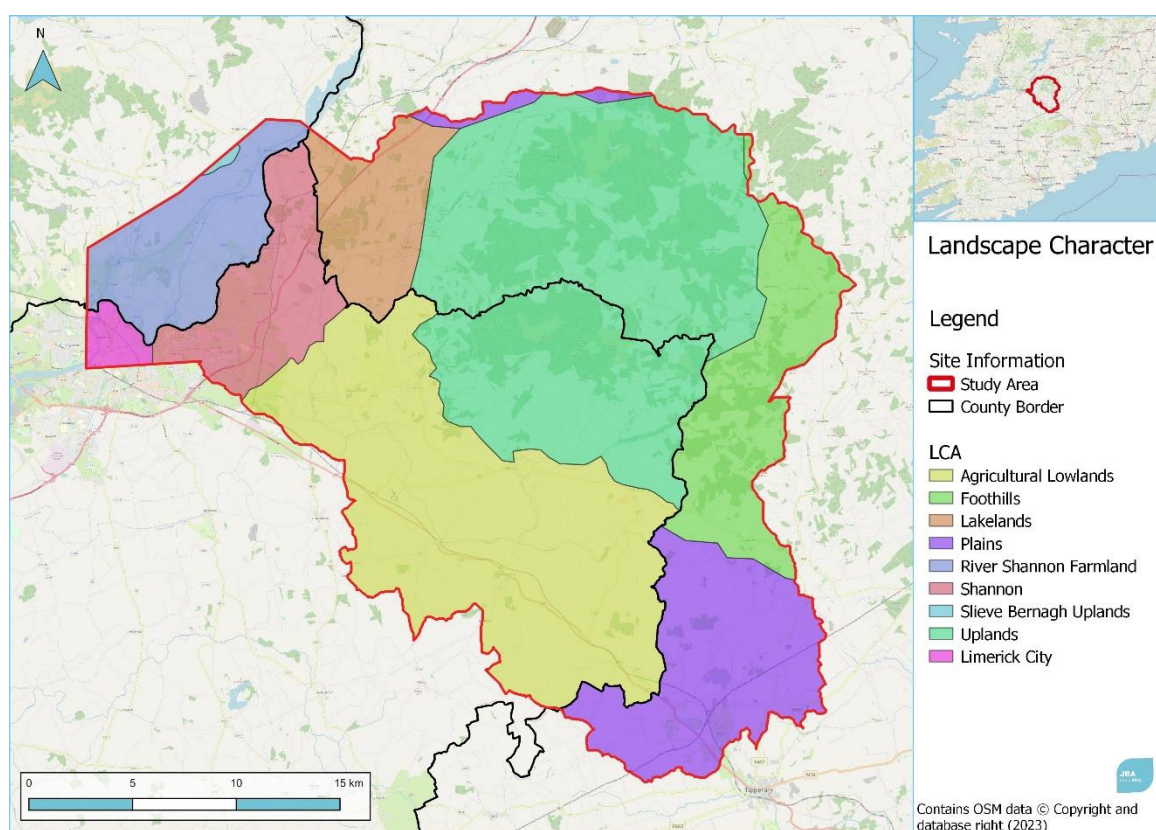 N
Landscape Character
Legend
Site Information
Study Area
County Border
LCA
Agricultural Lowlands
Foothills
Lakelands
Plains
River Shannon Farmland
Shannon
Slieve Bernagh Uplands
Uplands
Limerick City
0 5 10 15 km
Tipperary
JBA
Contains OSM data © Copyright and
database right (2023)